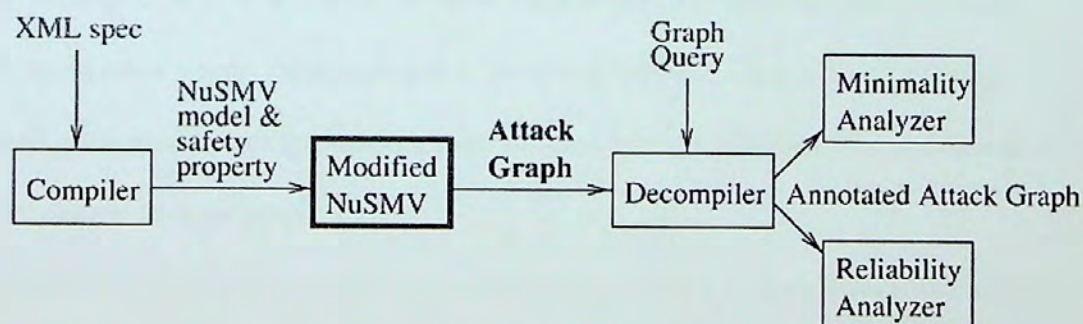 XML spec
NuSMV
model &
safety
property
Compiler
Modified
NuSMV
Attack
Graph
Graph
Query
Decompiler
Minimality
Analyzer
Annotated Attack Graph
Reliability
Analyzer